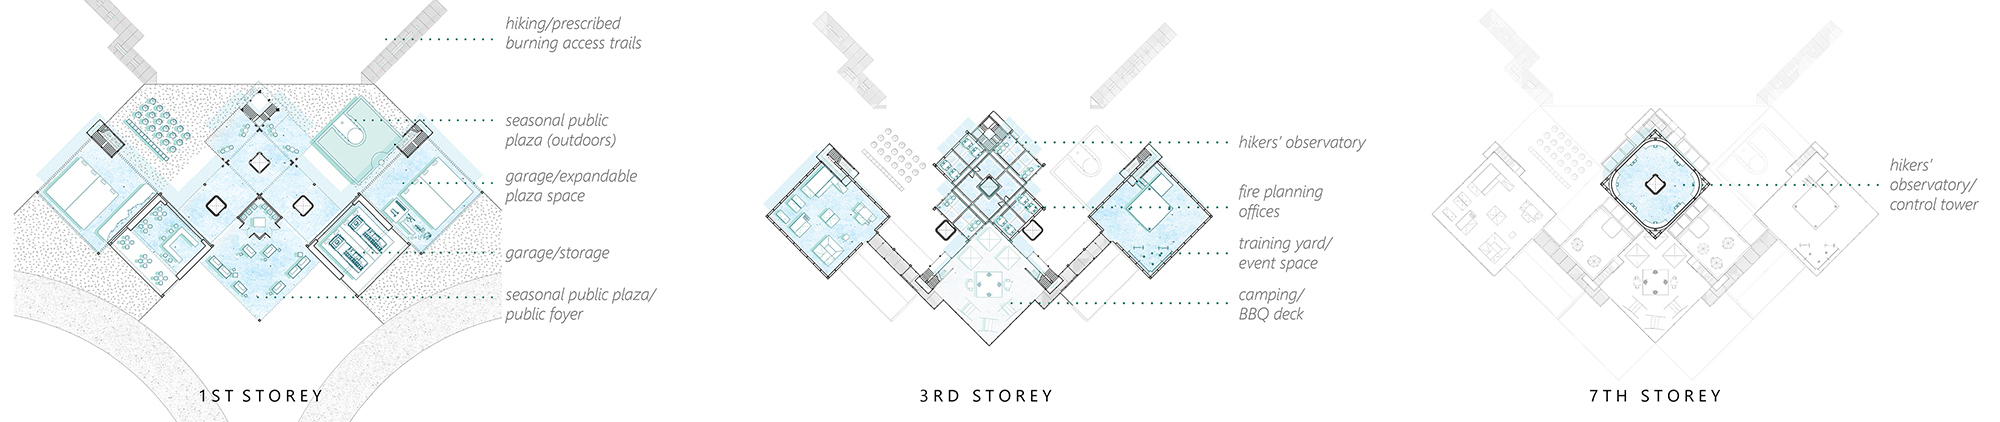 hiking/prescribed
burning access trails
seasonal public
plaza (outdoors)
garage/expandable
plaza space
garage/storage
seasonal public plaza/
public foyer
1ST STOREY
hikers' observatory
fire planning
offices
training yard/
event space
camping/
BBQ deck
3RD STOREY
hikers'
observatory/
control tower
7TH STOREY